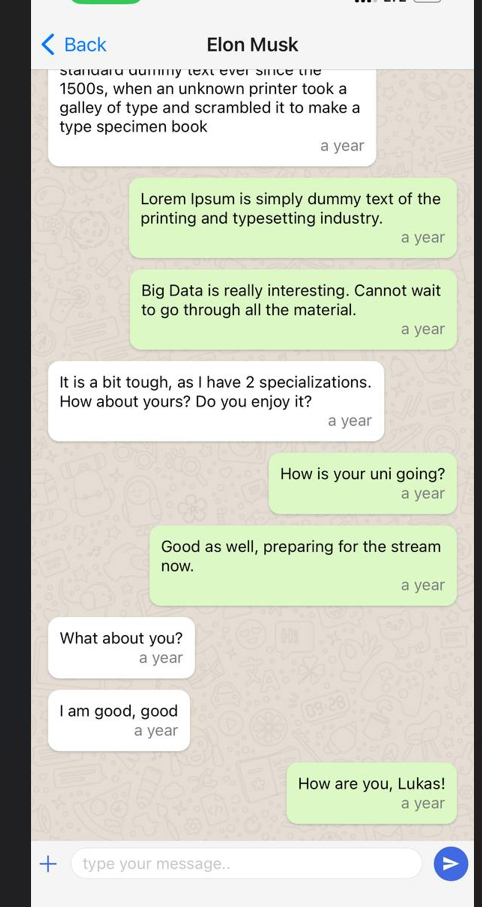 Back
Elon Musk
standard dummy text ever since the
1500s, when an unknown printer took a
galley of type and scrambled it to make a
type specimen book
a year
Lorem Ipsum is simply dummy text of the
printing and typesetting industry.
a year
Big Data is really interesting. Cannot wait
to go through all the material.
a year
It is a bit tough, as I have 2 specializations.
How about yours? Do you enjoy it?
a year
How is your uni going?
a year
Good as well, preparing for the stream
now.
a year
What about you?
a year
I am good, good
a year
How are you, Lukas!
a year
type your message..